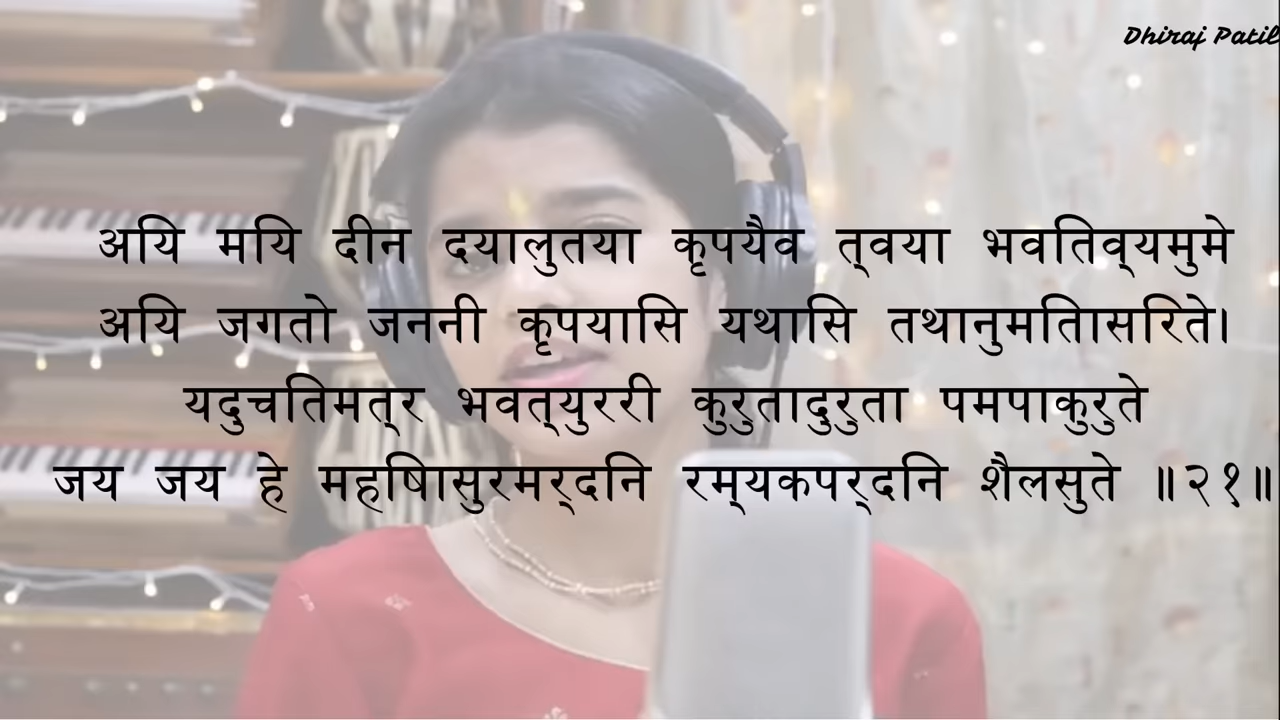 Dhiraj Patil
अयि मयि दीन दयालुतया कृपयैव त्‌वया भवतिव्‌यमुमे
अयि जगतो जननी कृपयासि यथासि तथानुमतिासरिते।
यदुचतिमत्‌र भवत्‌युररी कुरुतादुरुता पमपाकुरुते
जय जय हे महषिासुरमर्‌दनि रम्‌यकपर्‌दनि शैलसुते ॥२१॥